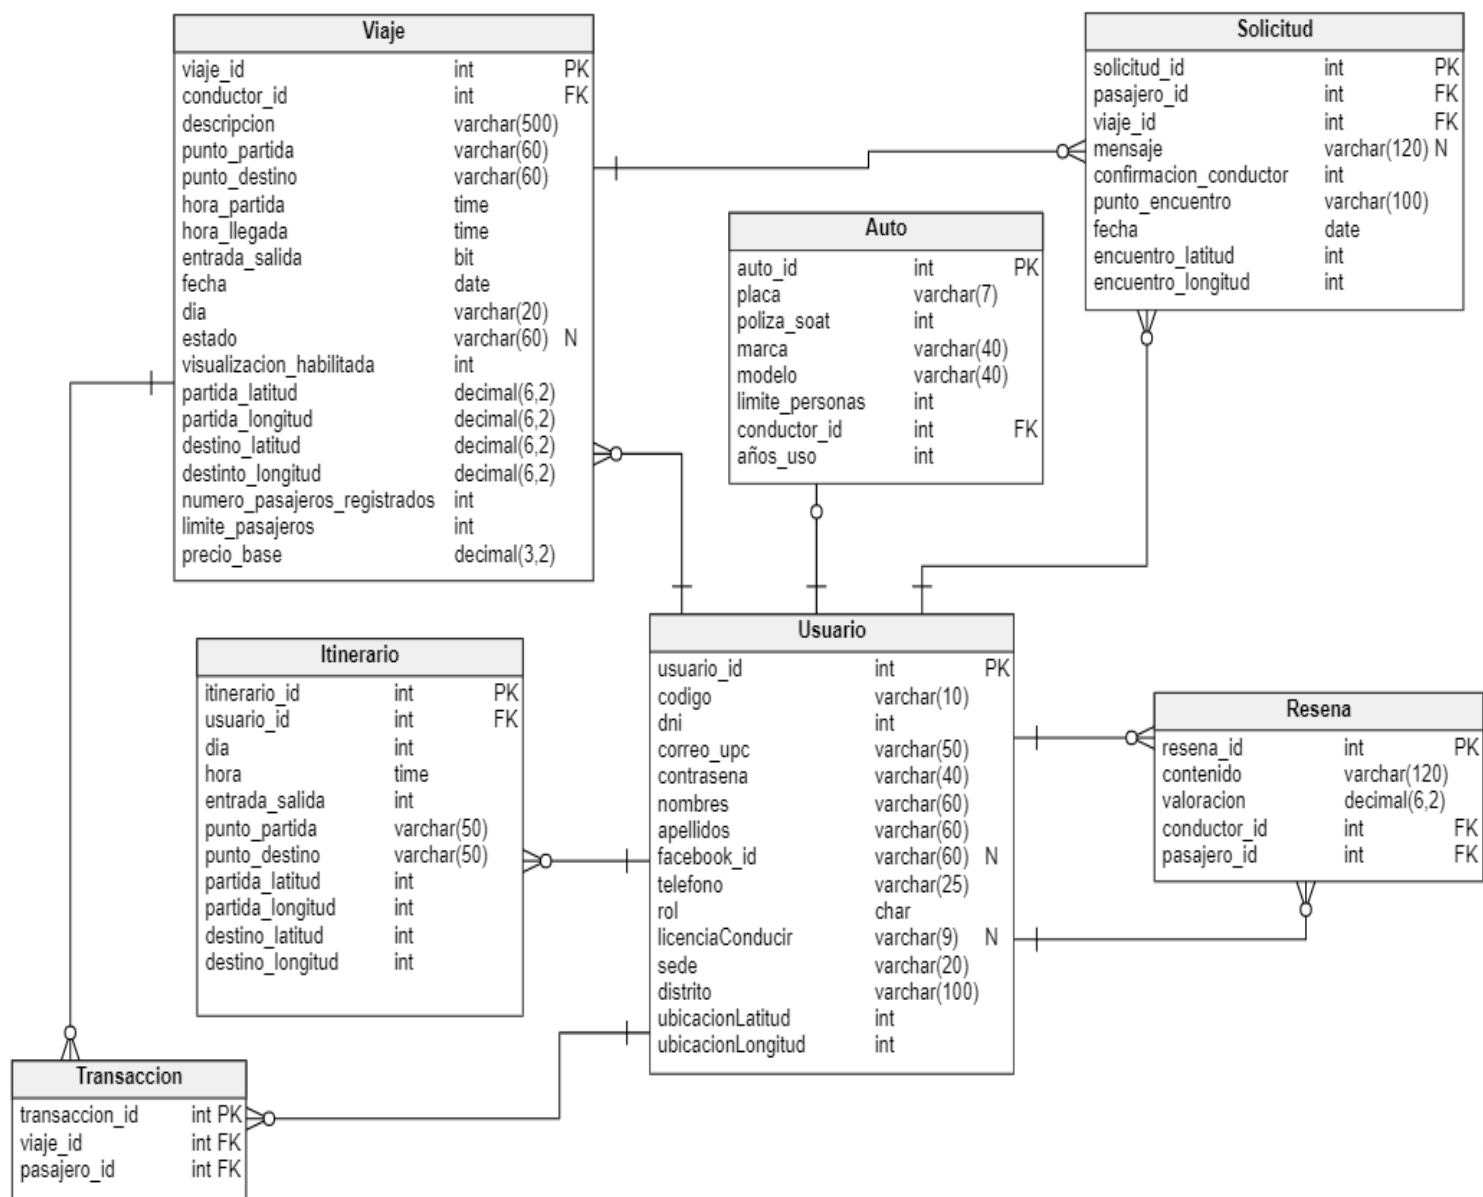 Viaje
viaje_id int PK
conductor_id int FK
descripcion varchar(500)
punto_partida varchar(60)
punto_destino varchar(60)
hora_partida time
hora_llegada time
entrada_salida bit
fecha date
dia varchar(20)
estado varchar(60) N
visualizacion_habilitada int
partida_latitud decimal(6,2)
partida_longitud decimal(6,2)
destino_latitud decimal(6,2)
destinto_longitud decimal(6,2)
numero_pasajeros_registrados int
limite_pasajeros int
precio_base decimal(3,2)
Solicitud
solicitud_id int PK
pasajero_id int FK
viaje_id int FK
mensaje varchar(120) N
confirmacion_conductor int
punto_encuentro varchar(100)
fecha date
encuentro_latitud int
encuentro_longitud int
Auto
auto_id int PK
placa varchar(7)
poliza_soat int
marca varchar(40)
modelo varchar(40)
limite_personas int
conductor_id int FK
años_uso int
Itinerario
itinerario_id int PK
usuario_id int FK
dia int
hora time
entrada_salida int
punto_partida varchar(50)
punto_destino varchar(50)
partida_latitud int
partida_longitud int
destino_latitud int
destino_longitud int
Usuario
usuario_id int PK
codigo varchar(10)
dni int
correo_upc varchar(50)
contrasena varchar(40)
nombres varchar(60)
apellidos varchar(60)
facebook_id varchar(60) N
telefono varchar(25)
rol char
licenciaConducir varchar(9) N
sede varchar(20)
distrito varchar(100)
ubicacionLatitud int
ubicacionLongitud int
Resena
resena_id int PK
contenido varchar(120)
valoracion decimal(6,2)
conductor_id int FK
pasajero_id int FK
Transaccion
transaccion_id int PK
viaje_id int FK
pasajero_id int FK